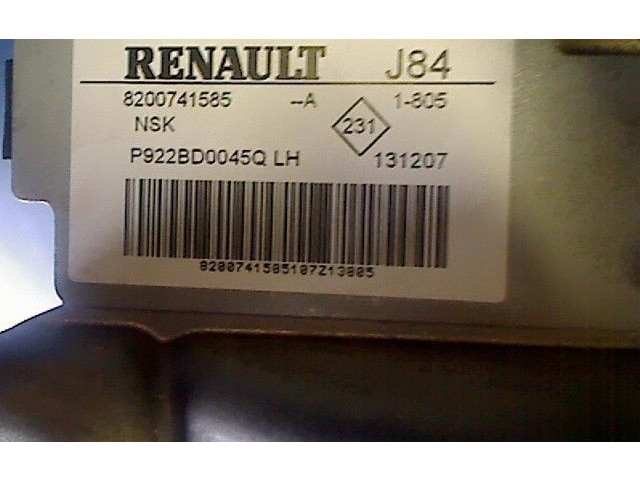 RENAULT J84
8200741585 --A 1-805
NSK 231
P922BD0045Q LH 131207
8200741585107Z13805